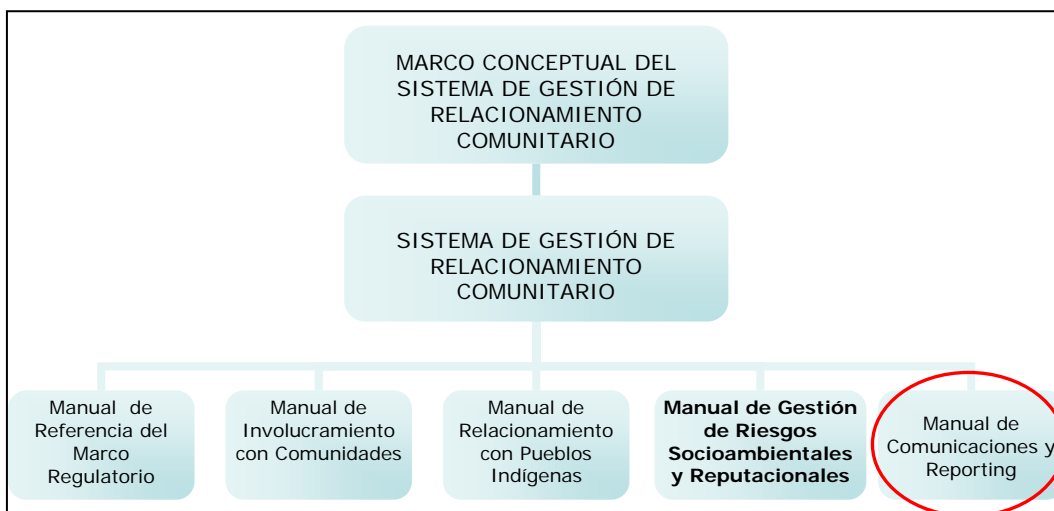 MARCO CONCEPTUAL DEL
SISTEMA DE GESTIÓN DE
RELACIONAMIENTO
COMUNITARIO
SISTEMA DE GESTIÓN DE
RELACIONAMIENTO
COMUNITARIO
Manual de
Referencia del
Marco
Regulatorio
Manual de
Involucramiento
con Comunidades
Manual de
Relacionamiento
con Pueblos
Indígenas
Manual de Gestión
de Riesgos
Socioambientales
y Reputacionales
Manual de
Comunicaciones y
Reporting